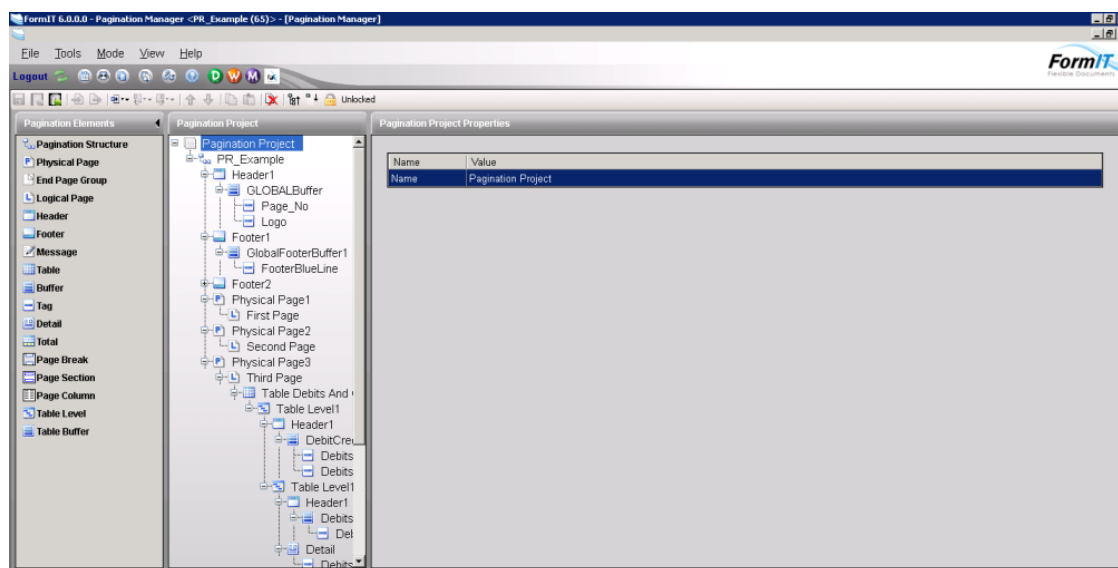 FormIT 6.0.0.0 - Pagination Manager <PR_Example (65)> - [Pagination Manager]
File Tools Mode View Help
FormIT
Flexible Documents
Logout D W M
Unlocked
Pagination Elements
Pagination Structure
Physical Page
End Page Group
Logical Page
Header
Footer
Message
Table
Buffer
Tag
Detail
Total
Page Break
Page Section
Page Column
Table Level
Table Buffer
Pagination Project
Pagination Project
PR_Example
Header1
GLOBALBuffer
Page_No
Logo
Footer1
GlobalFooterBuffer1
FooterBlueLine
Footer2
Physical Page1
First Page
Physical Page2
Second Page
Physical Page3
Third Page
Table Debits And
Table Level1
Header1
DebitCre
Debits
Debits
Table Level1
Header1
Debits
Del
Detail
Debits
Pagination Project Properties
Name Value
Name Pagination Project